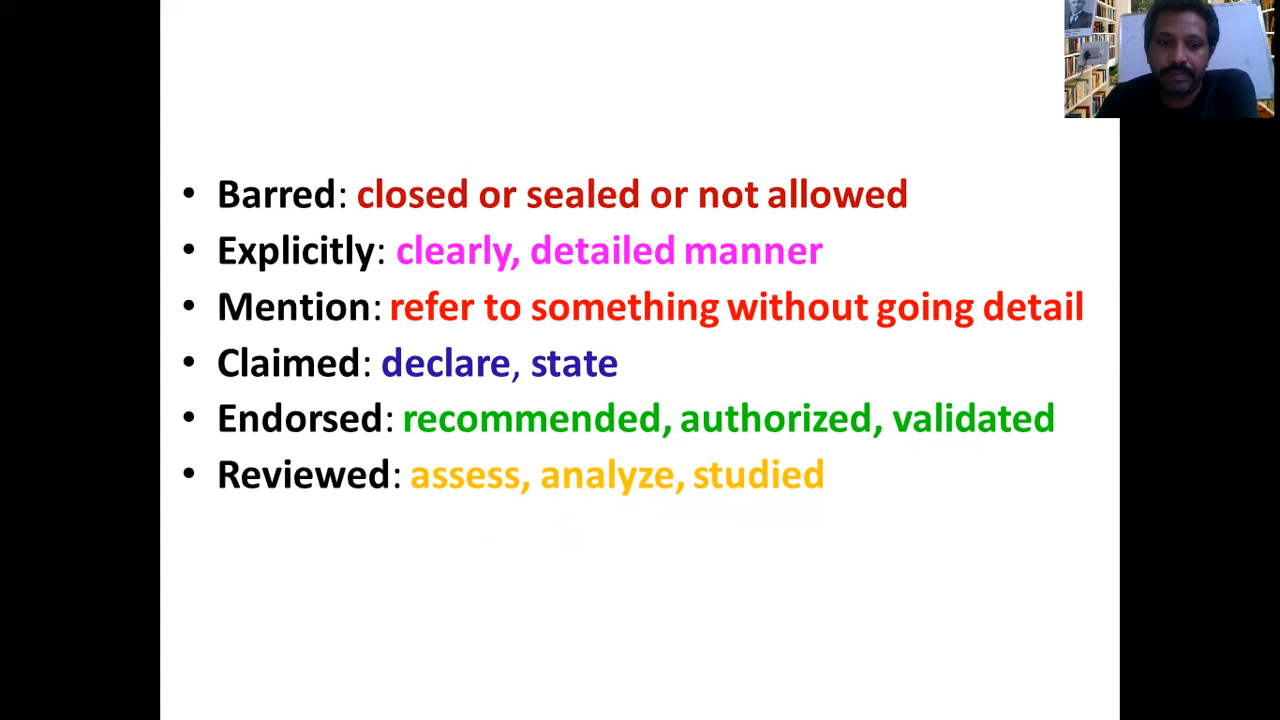 • Barred: closed or sealed or not allowed
• Explicitly: clearly, detailed manner
• Mention: refer to something without going detail
• Claimed: declare, state
• Endorsed: recommended, authorized, validated
• Reviewed: assess, analyze, studied